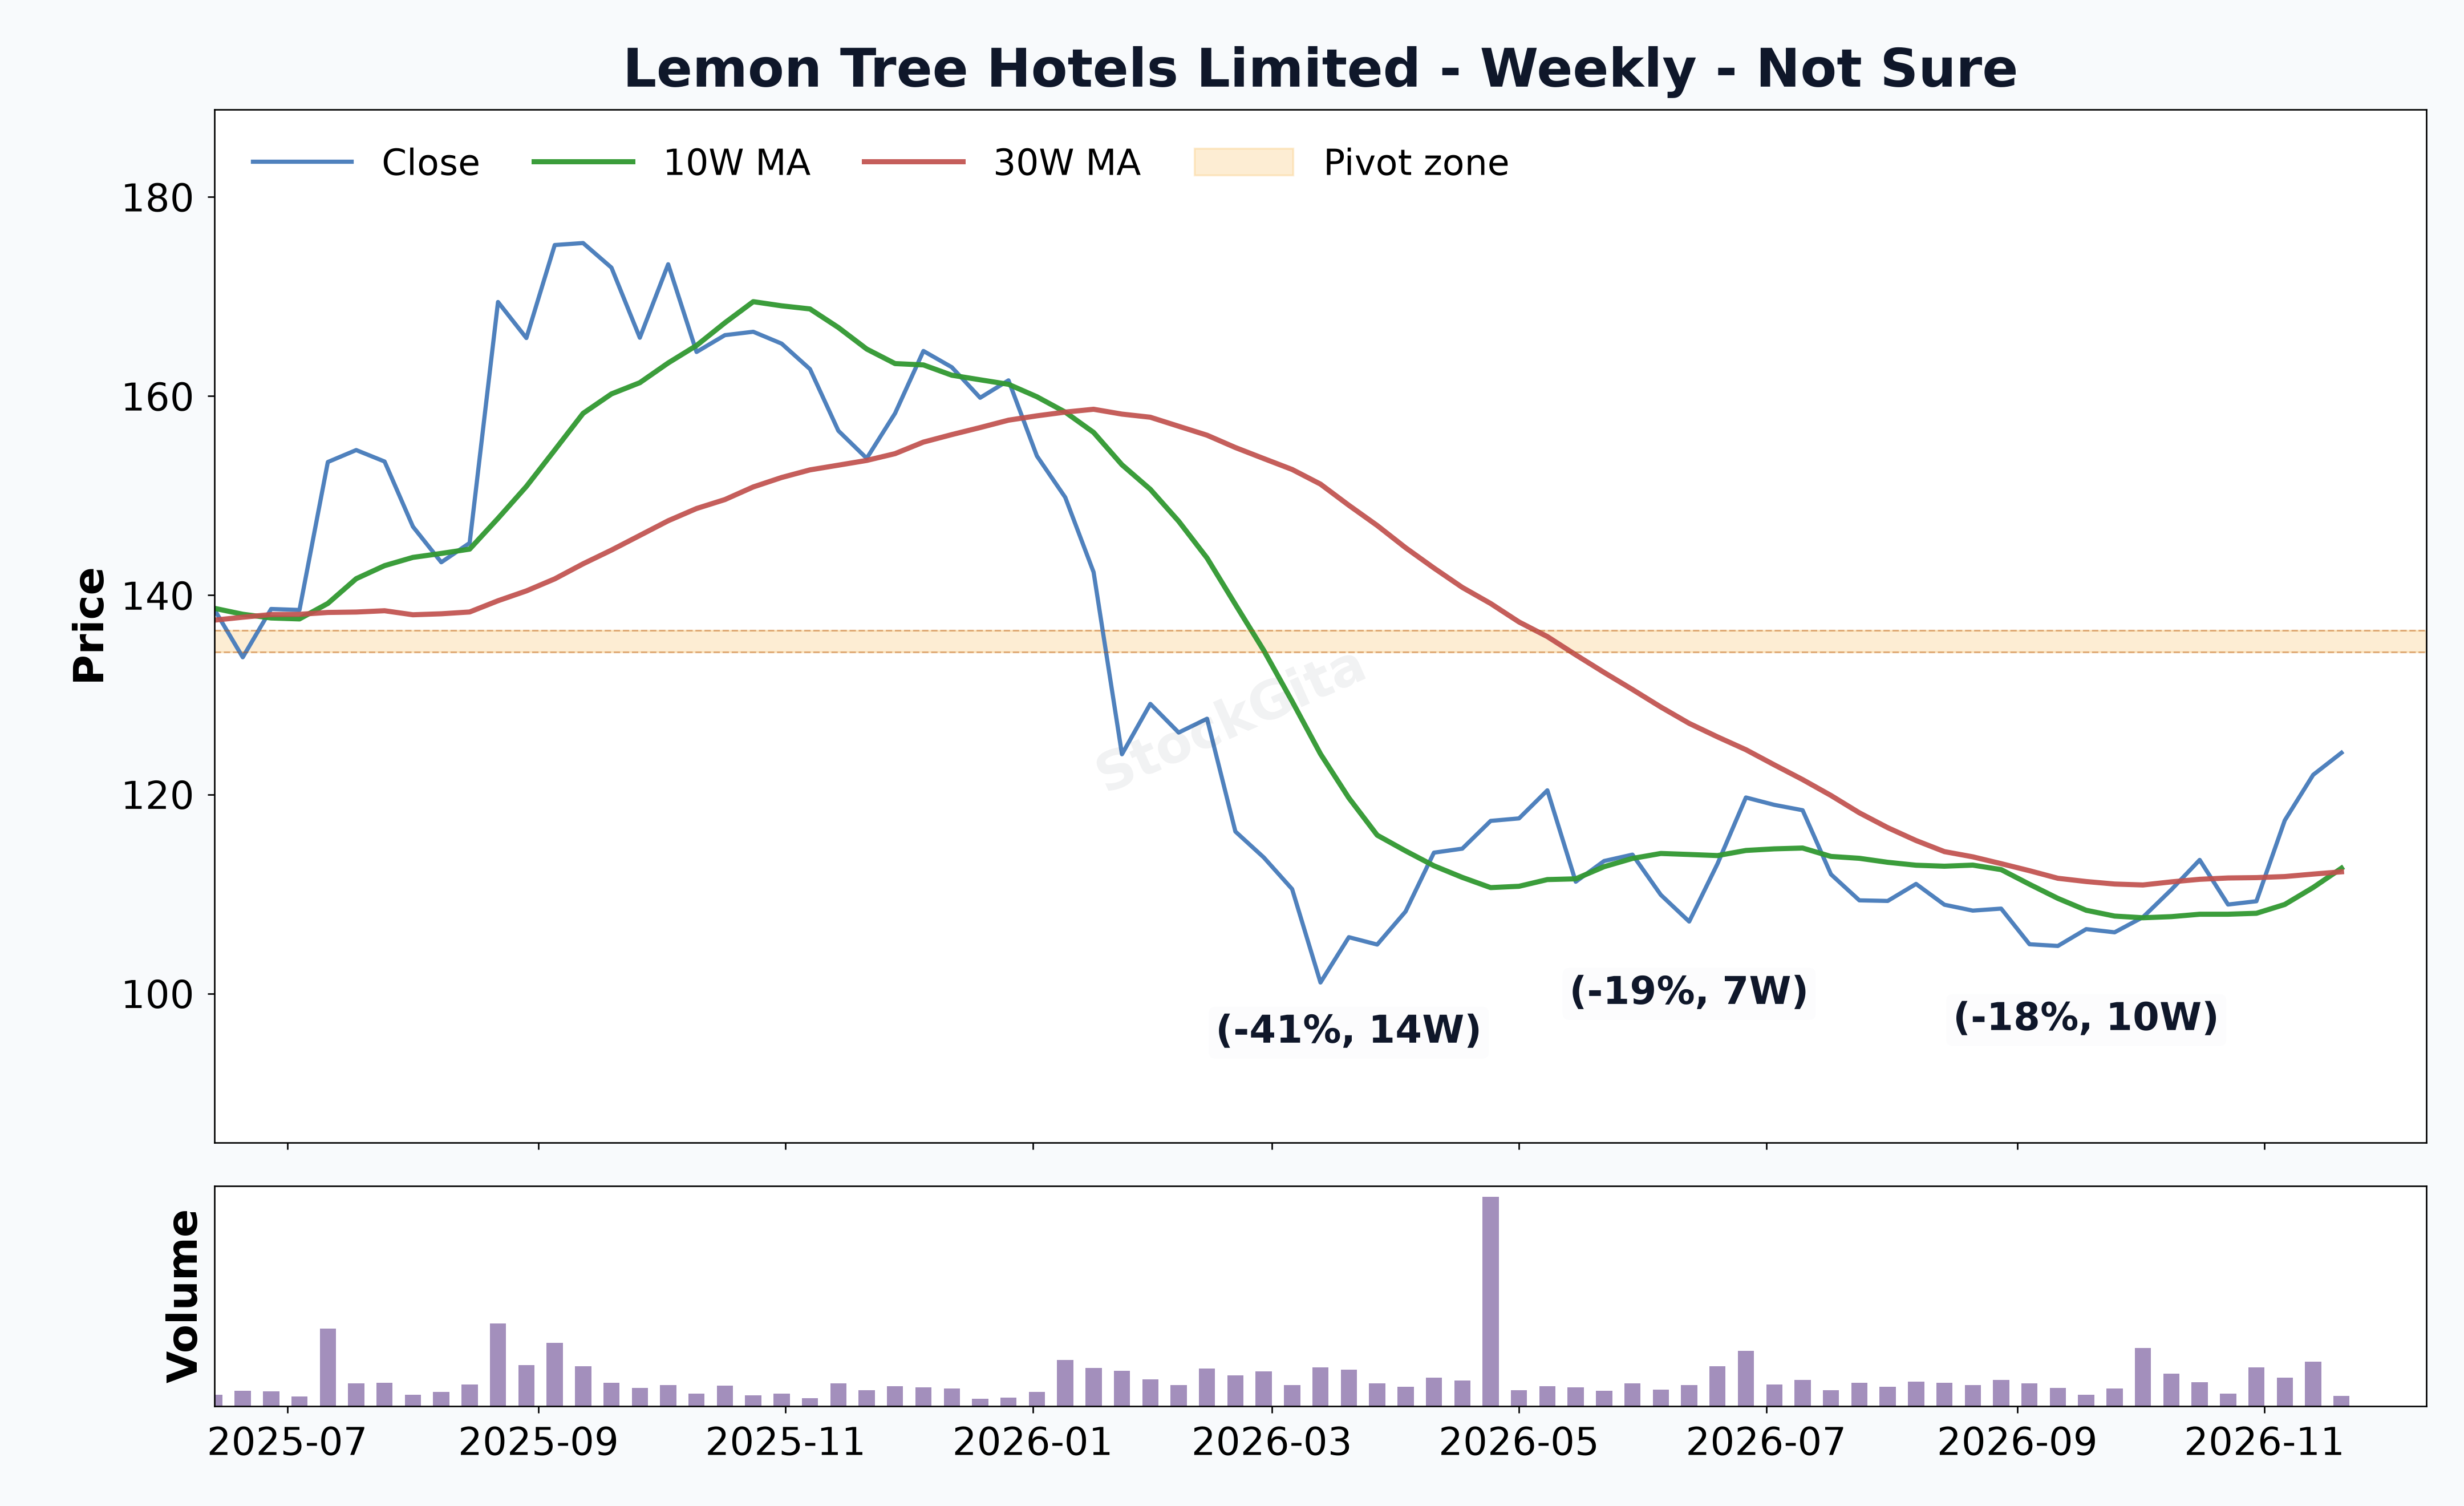 Lemon Tree Hotels Limited - Weekly - Not Sure
Close 10W MA 30W MA Pivot zone
180
160
140
120
100
Price
StockGita
(-41%, 14W)
(-19%, 7W)
(-18%, 10W)
Volume
2025-07 2025-09 2025-11 2026-01 2026-03 2026-05 2026-07 2026-09 2026-11